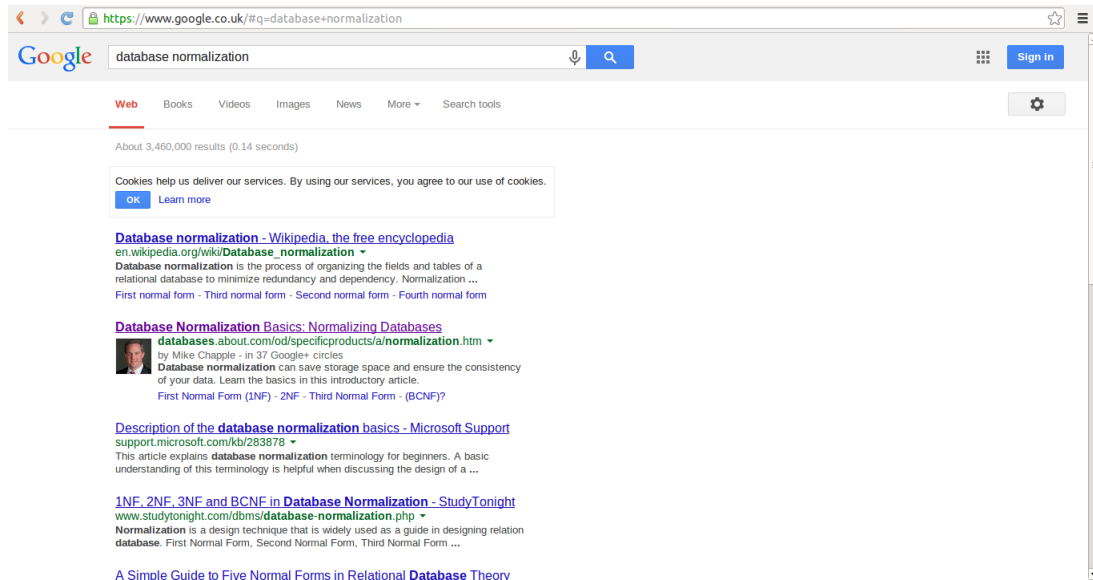 https://www.google.co.uk/#q=database+normalization
Google database normalization Sign in
Web Books Videos Images News More Search tools
About 3,460,000 results (0.14 seconds)
Cookies help us deliver our services. By using our services, you agree to our use of cookies.
OK Learn more
Database normalization - Wikipedia, the free encyclopedia
en.wikipedia.org/wiki/Database_normalization
Database normalization is the process of organizing the fields and tables of a
relational database to minimize redundancy and dependency. Normalization ...
First normal form - Third normal form - Second normal form - Fourth normal form
Database Normalization Basics: Normalizing Databases
databases.about.com/od/specificproducts/a/normalization.htm
by Mike Chapple - in 37 Google+ circles
Database normalization can save storage space and ensure the consistency
of your data. Learn the basics in this introductory article.
First Normal Form (1NF) - 2NF - Third Normal Form - (BCNF)?
Description of the database normalization basics - Microsoft Support
support.microsoft.com/kb/283878
This article explains database normalization terminology for beginners. A basic
understanding of this terminology is helpful when discussing the design of a ...
1NF, 2NF, 3NF and BCNF in Database Normalization - StudyTonight
www.studytonight.com/dbms/database-normalization.php
Normalization is a design technique that is widely used as a guide in designing relation
database. First Normal Form, Second Normal Form, Third Normal Form ...
A Simple Guide to Five Normal Forms in Relational Database Theory